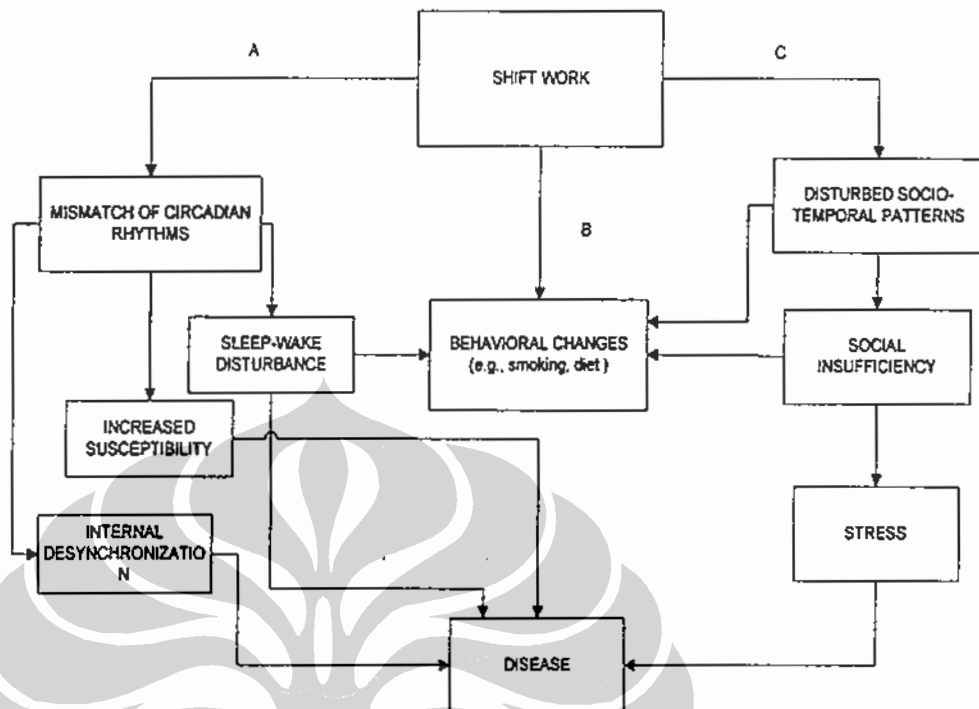 A
C
SHIFT WORK
MISMATCH OF CIRCADIAN
RHYTHMS
DISTURBED SOCIO-
TEMPORAL PATTERNS
B
SLEEP-WAKE
DISTURBANCE
BEHAVIORAL CHANGES
(e.g., smoking, diet)
SOCIAL
INSUFFICIENCY
INCREASED
SUSCEPTIBILITY
INTERNAL
DESYNCHRONIZATIO
N
STRESS
DISEASE